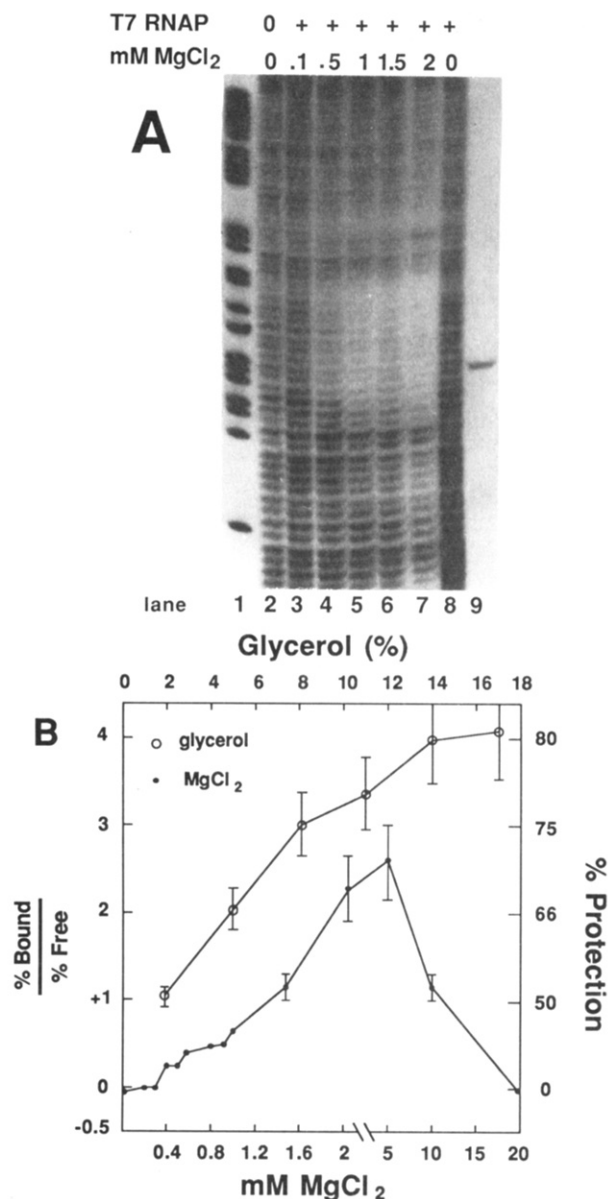 T7 RNAP 0 + + + + + +
mM MgCl2 0 .1 .5 1 1.5 2 0
A
lane 1 2 3 4 5 6 7 8 9
Glycerol (%)
0 2 4 6 8 10 12 14 16 18
B
glycerol
MgCl2
4
3
2
+1
0
-0.5
% Bound
% Free
80
75
66
50
0
% Protection
0.4 0.8 1.2 1.6 2 5 10 15 20
mM MgCl2